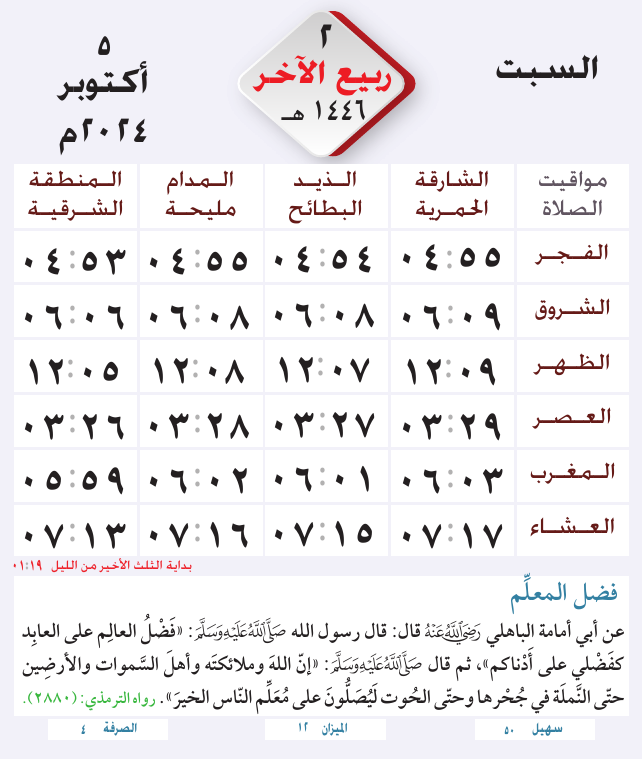 السبت
٢
ربيع الآخر
١٤٤٦ هـ
٥
أكتوبر
٢٠٢٤م
مواقيت الصلاة | الشارقة الحمرية | الذيد البطائح | المدام مليحة | المنطقة الشرقية
الفجر ٠٤:٥٥ ٠٤:٥٤ ٠٤:٥٥ ٠٤:٥٣
الشروق ٠٦:٠٩ ٠٦:٠٨ ٠٦:٠٨ ٠٦:٠٦
الظهر ١٢:٠٩ ١٢:٠٧ ١٢:٠٨ ١٢:٠٥
العصر ٠٣:٢٩ ٠٣:٢٧ ٠٣:٢٨ ٠٣:٢٦
المغرب ٠٦:٠٣ ٠٦:٠١ ٠٦:٠٢ ٠٥:٥٩
العشاء ٠٧:١٧ ٠٧:١٥ ٠٧:١٦ ٠٧:١٣
بداية الثلث الأخير من الليل ٠١:١٩
فضل المعلِّم
عن أبي أمامة الباهلي رَضِيَ اللَّهُ عَنْهُ قال: قال رسول الله صَلَّى اللَّهُ عَلَيْهِ وَسَلَّمَ: «فَضْلُ العالِم على العابِد
كفَضْلي على أَدْناكم»، ثم قال صَلَّى اللَّهُ عَلَيْهِ وَسَلَّمَ: «إنّ اللهَ وملائكتَه وأهلَ السَّموات والأرضِين
حتّى النَّملَة في جُحْرها وحتّى الحُوت لَيُصَلُّونَ على مُعَلِّم النّاس الخيرَ». رواه الترمذي: (٢٨٨٠).
سهيل ٥٠
الميزان ١٢
الصرفة ٤